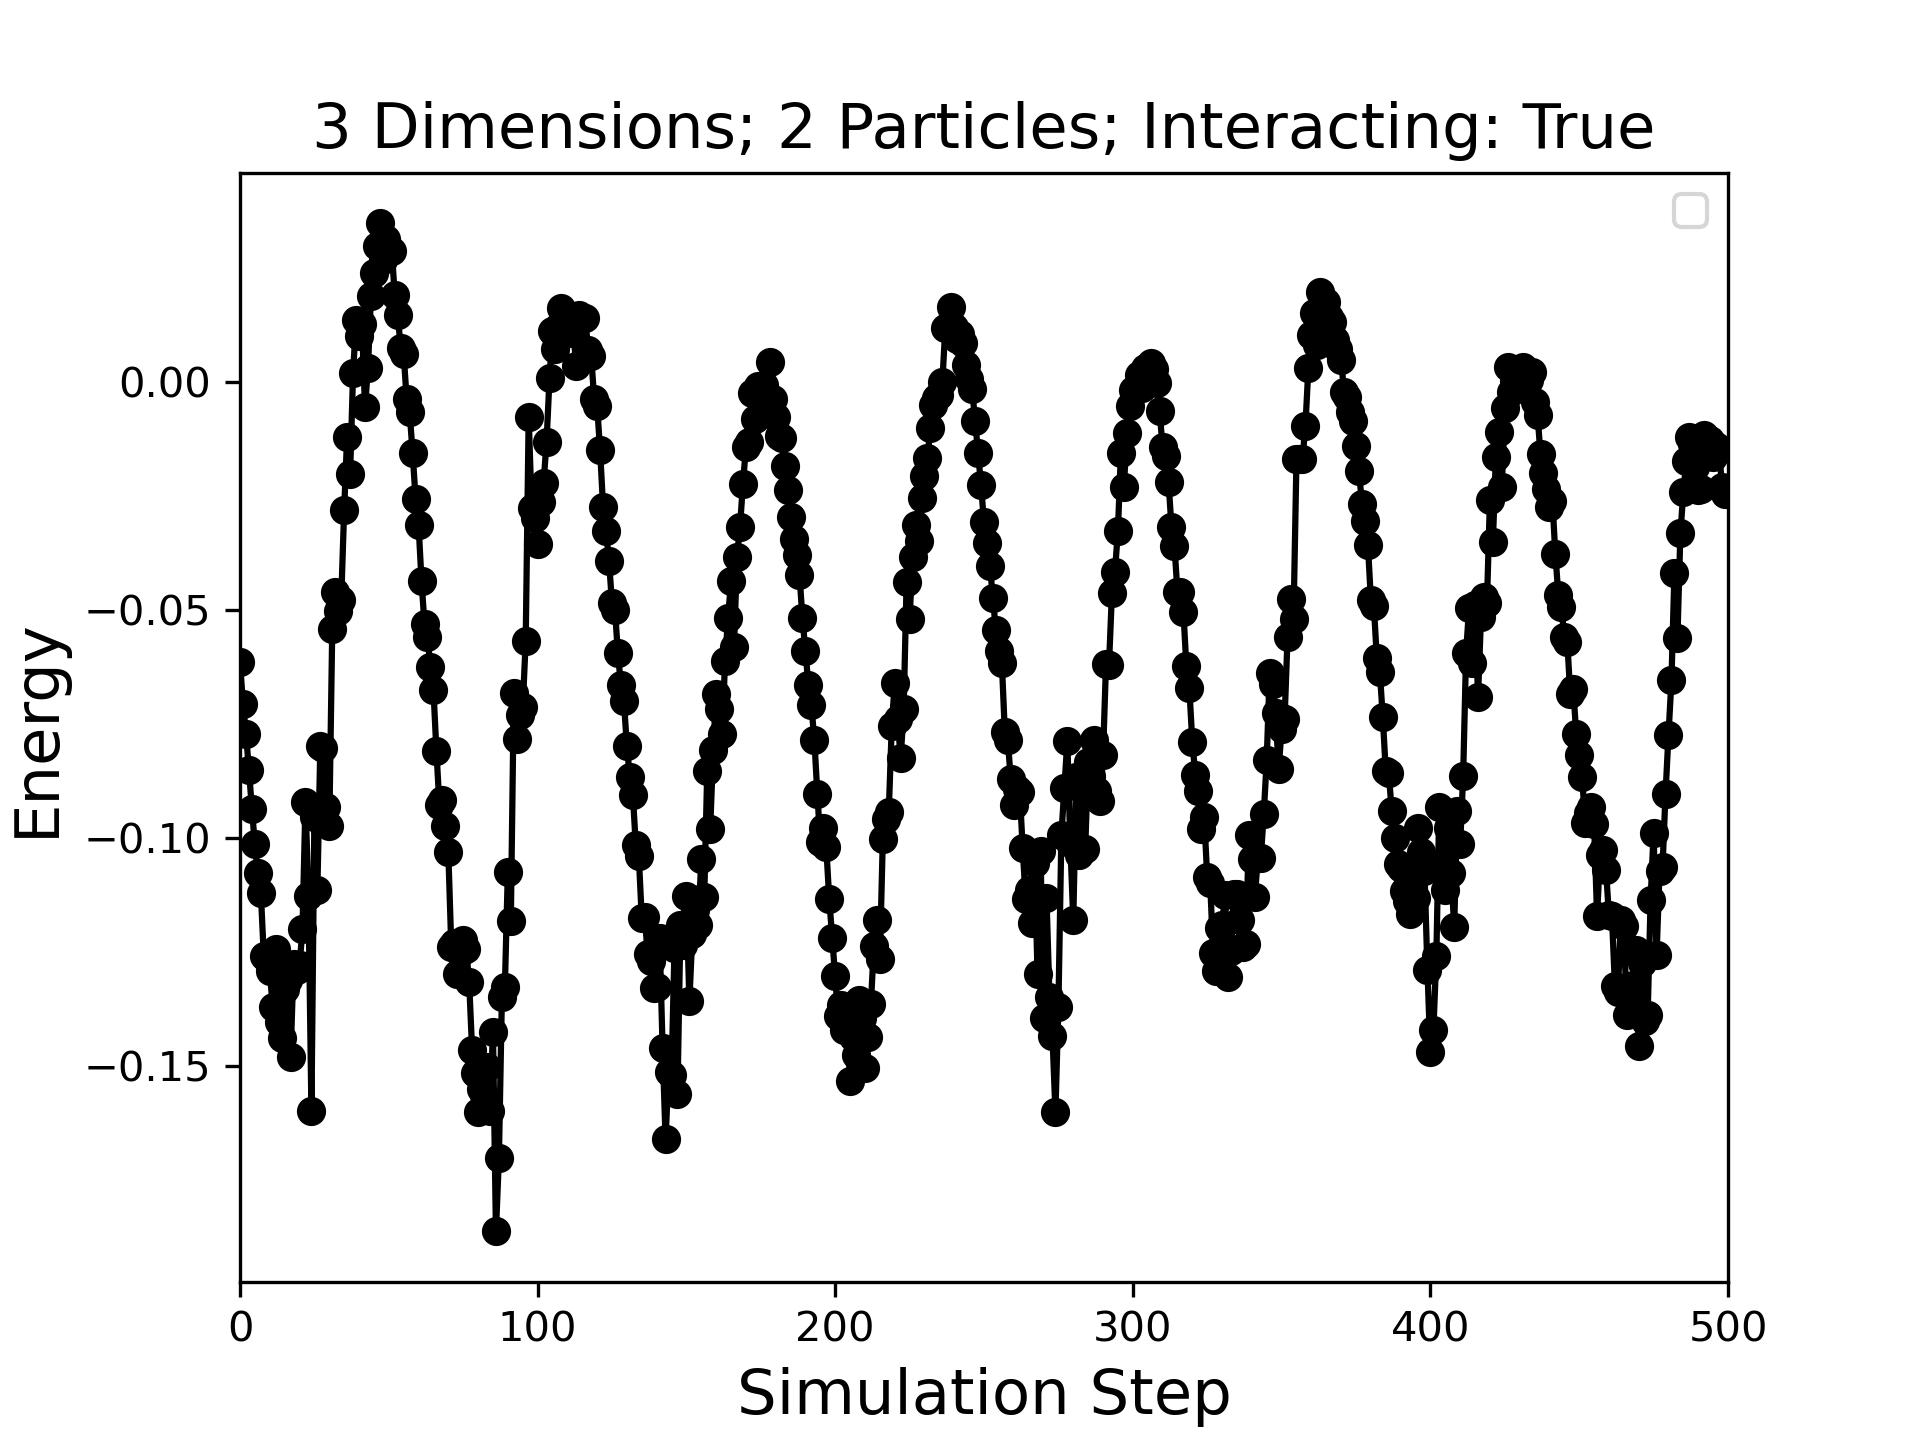 3 Dimensions; 2 Particles; Interacting: True
Energy
0.00
−0.05
−0.10
−0.15
0 100 200 300 400 500
Simulation Step